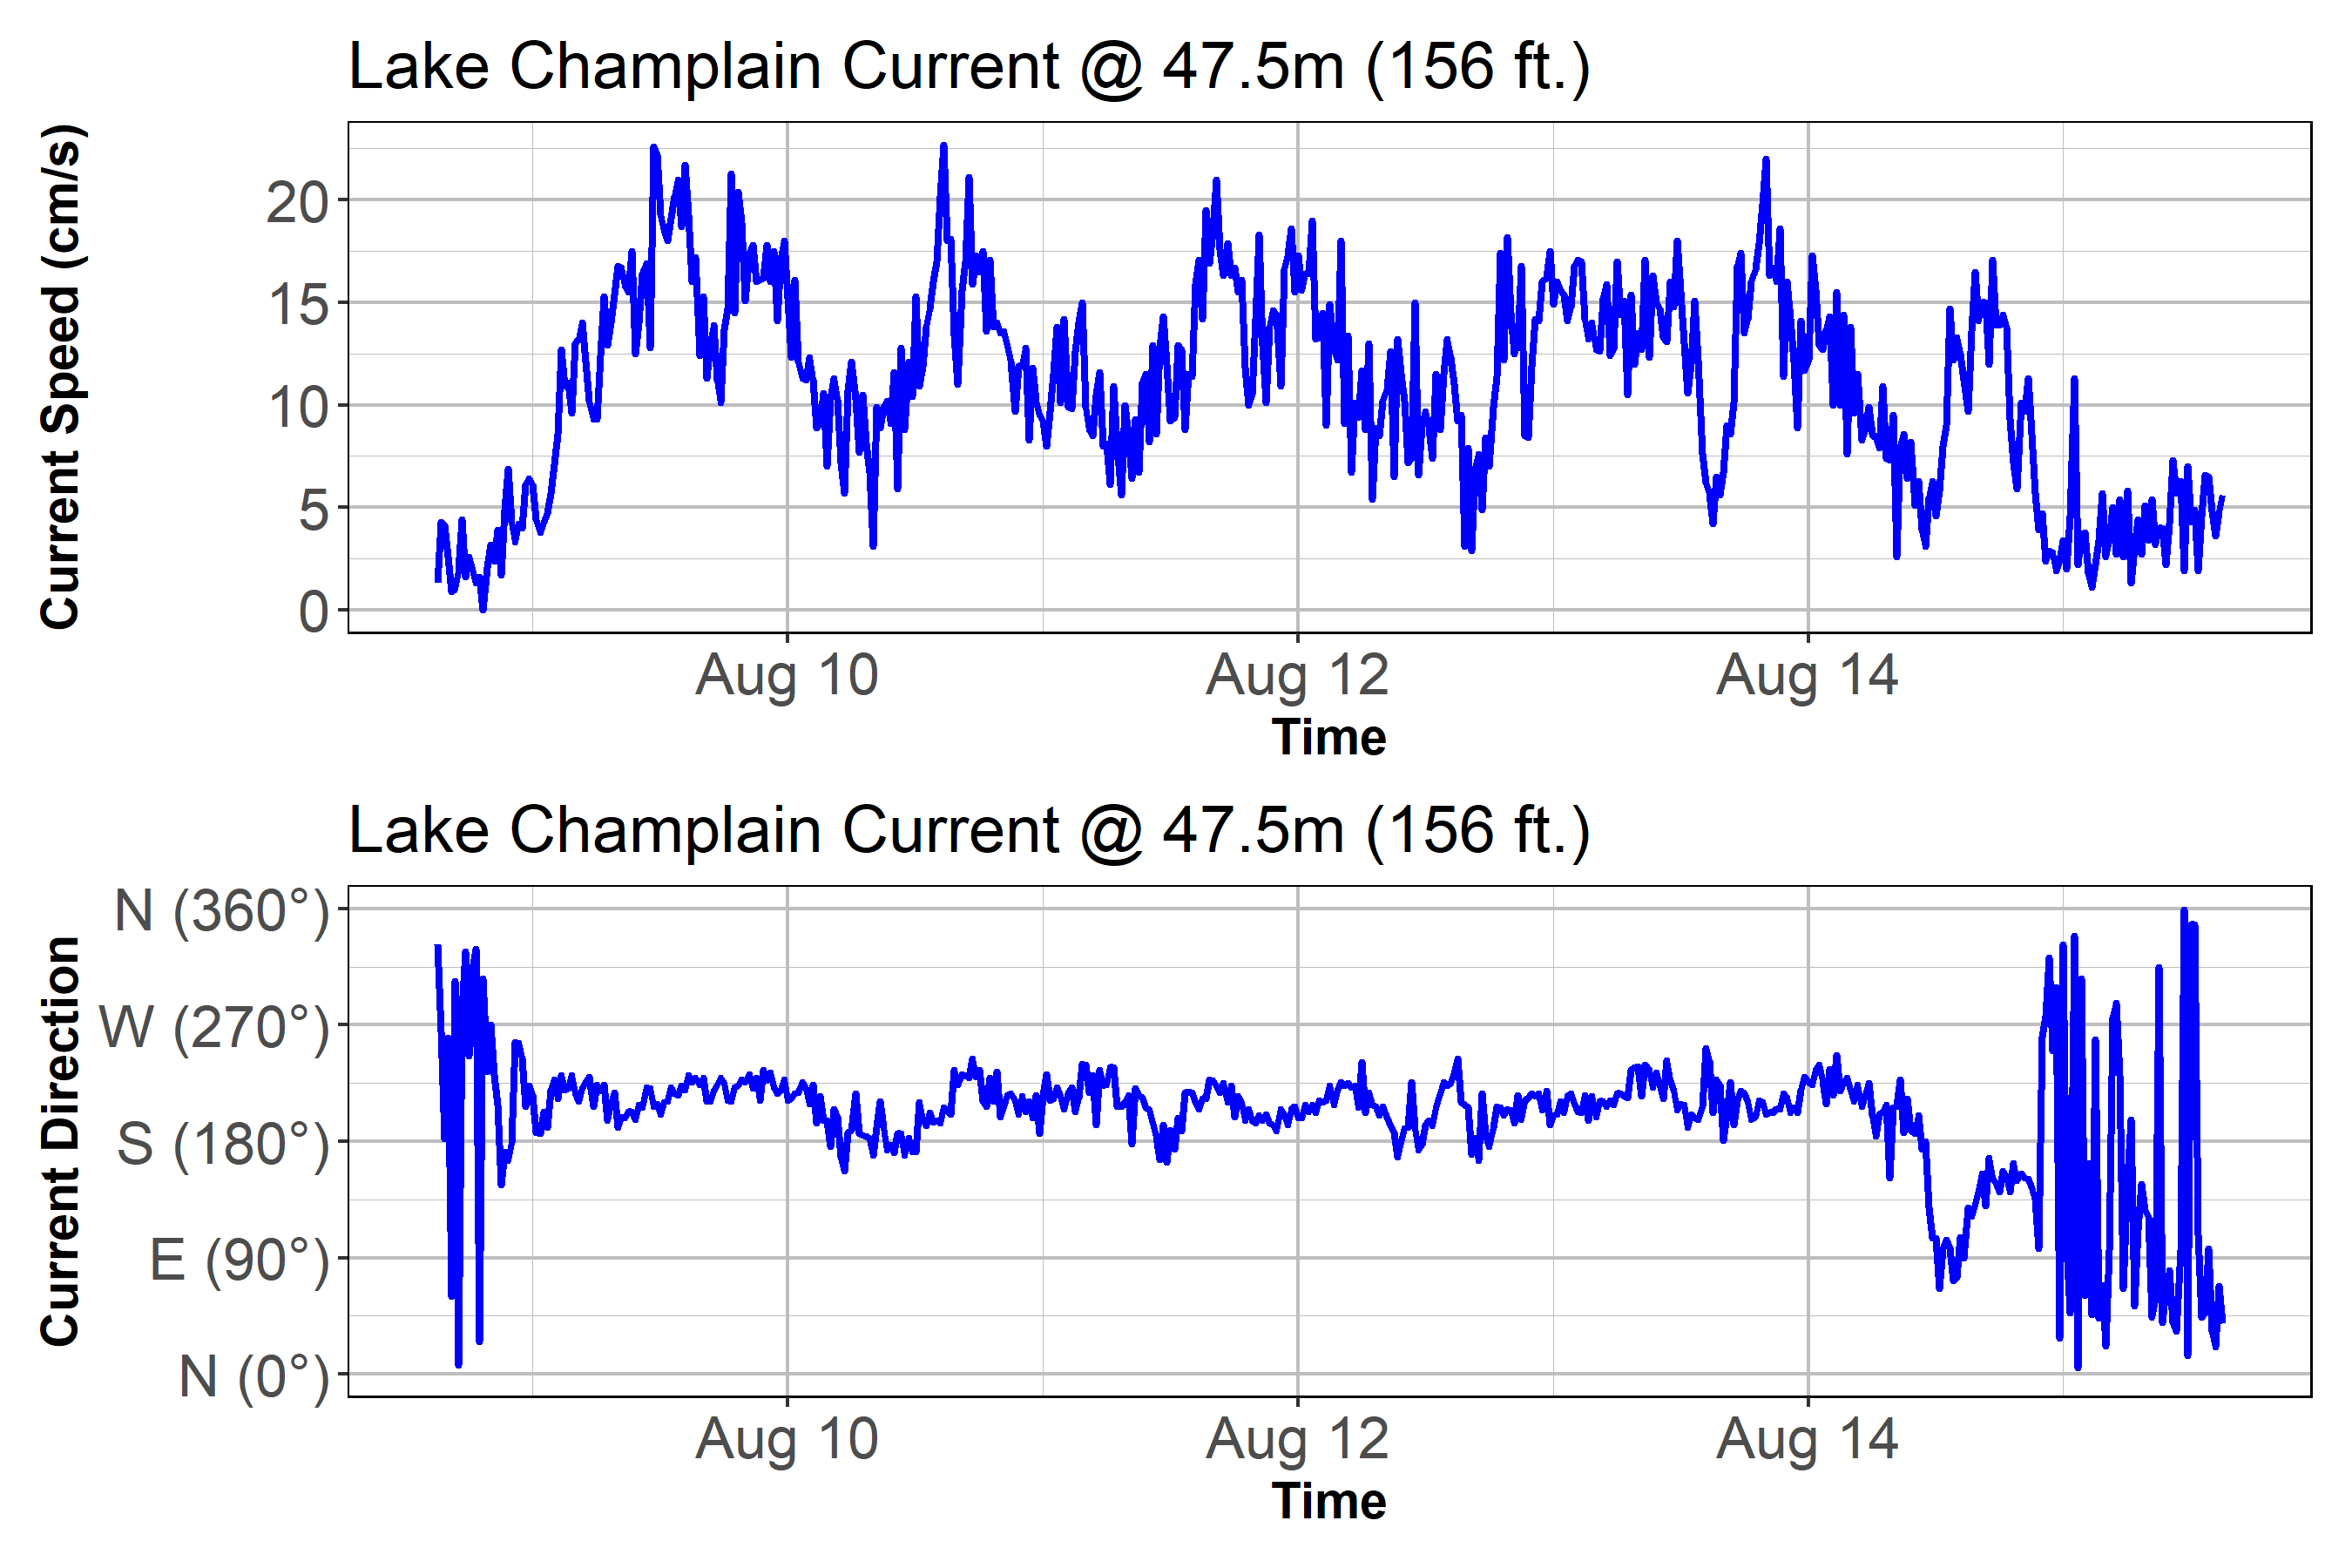 Lake Champlain Current @ 47.5m (156 ft.)
Current Speed (cm/s)
20
15
10
5
0
Aug 10 Aug 12 Aug 14
Time
Lake Champlain Current @ 47.5m (156 ft.)
Current Direction
N (360°)
W (270°)
S (180°)
E (90°)
N (0°)
Aug 10 Aug 12 Aug 14
Time